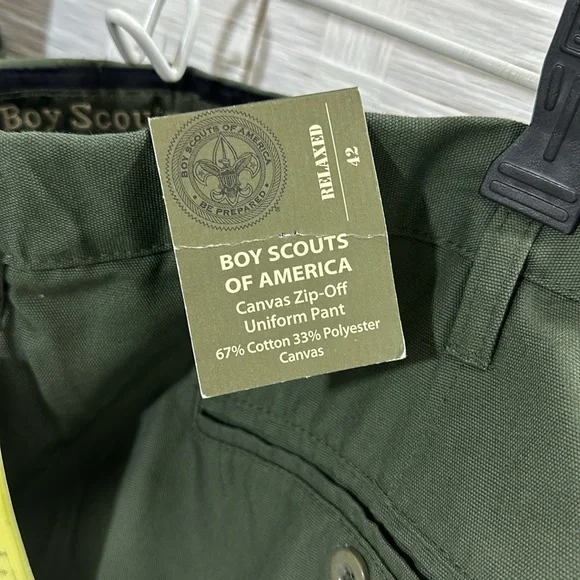 Boy Scou
BOY SCOUTS OF AMERICA
BE PREPARED
®
RELAXED
42
BOY SCOUTS
OF AMERICA
Canvas Zip-Off
Uniform Pant
67% Cotton 33% Polyester
Canvas